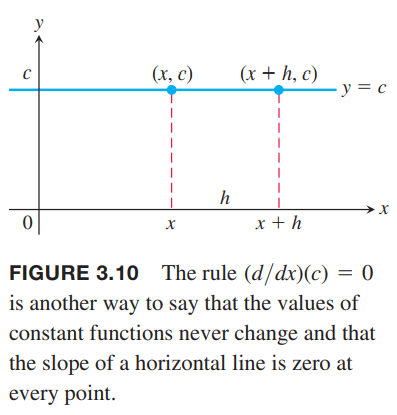 y
c
(x, c)
(x + h, c)
y = c
h
x
0
x
x + h
FIGURE 3.10 The rule (d/dx)(c) = 0
is another way to say that the values of
constant functions never change and that
the slope of a horizontal line is zero at
every point.